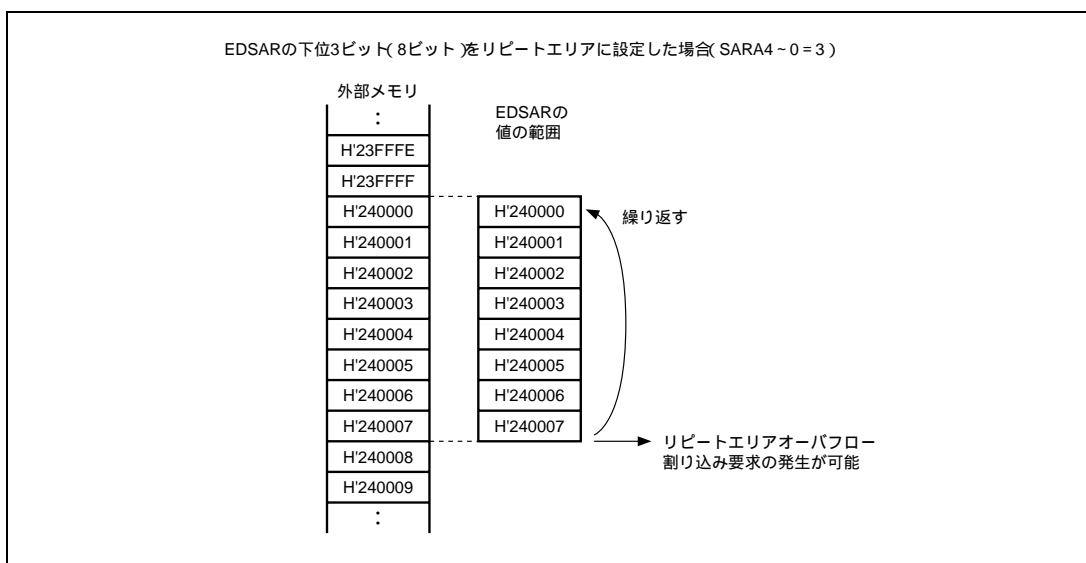 EDSARの下位3ビット(8ビット)をリピートエリアに設定した場合(SARA4~0=3)
外部メモリ
:
H'23FFFE
H'23FFFF
H'240000
H'240001
H'240002
H'240003
H'240004
H'240005
H'240006
H'240007
H'240008
H'240009
:
EDSARの
値の範囲
H'240000
H'240001
H'240002
H'240003
H'240004
H'240005
H'240006
H'240007
繰り返す
リピートエリアオーバフロー
割り込み要求の発生が可能